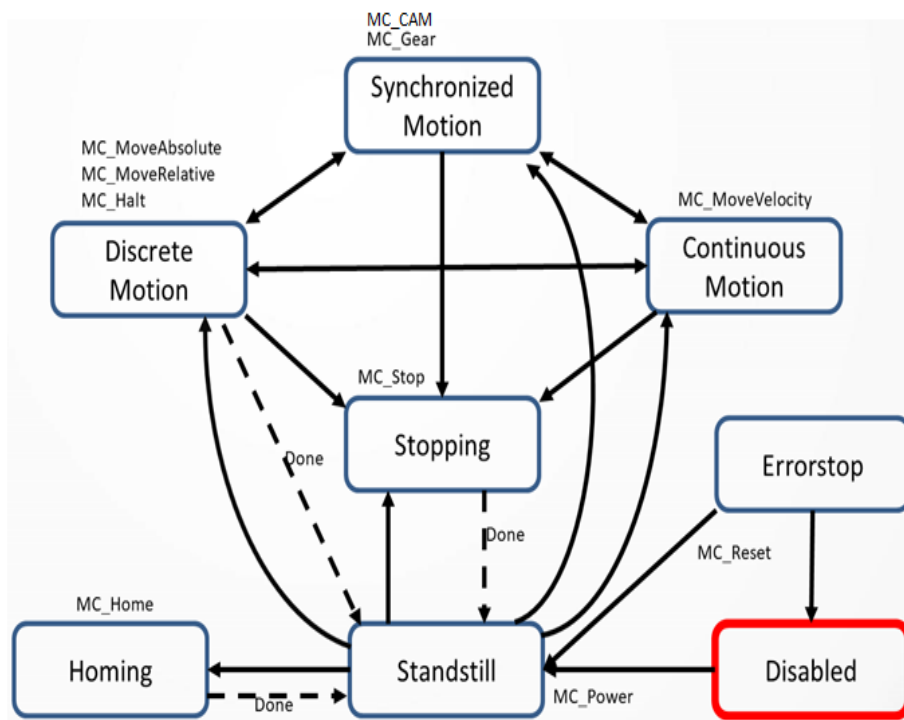 MC_CAM
MC_Gear
Synchronized
Motion
MC_MoveAbsolute
MC_MoveRelative
MC_Halt
Discrete
Motion
MC_MoveVelocity
Continuous
Motion
MC_Stop
Stopping
Done
Done
Errorstop
MC_Reset
MC_Home
Homing
Done
Standstill
MC_Power
Disabled